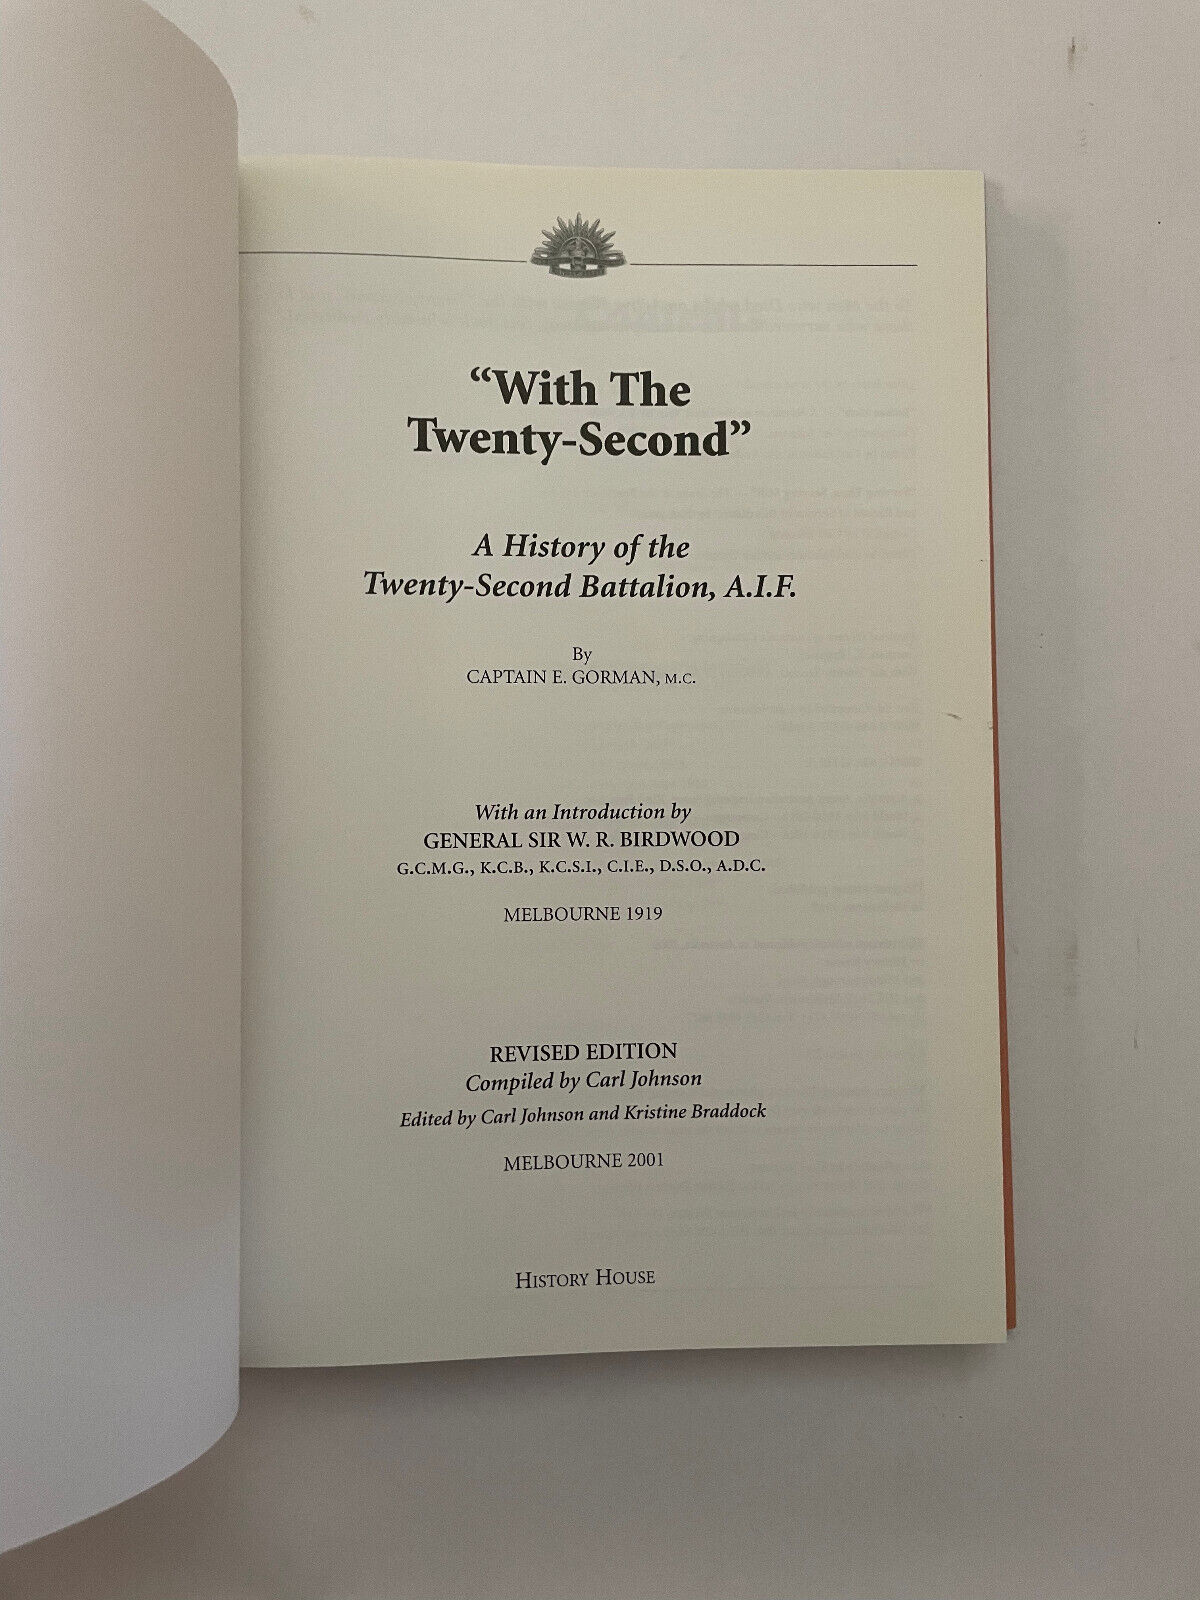 “With The
Twenty-Second”
A History of the
Twenty-Second Battalion, A.I.F.
By
CAPTAIN E. GORMAN, M.C.
With an Introduction by
GENERAL SIR W. R. BIRDWOOD
G.C.M.G., K.C.B., K.C.S.I., C.I.E., D.S.O., A.D.C.
MELBOURNE 1919
REVISED EDITION
Compiled by Carl Johnson
Edited by Carl Johnson and Kristine Braddock
MELBOURNE 2001
HISTORY HOUSE